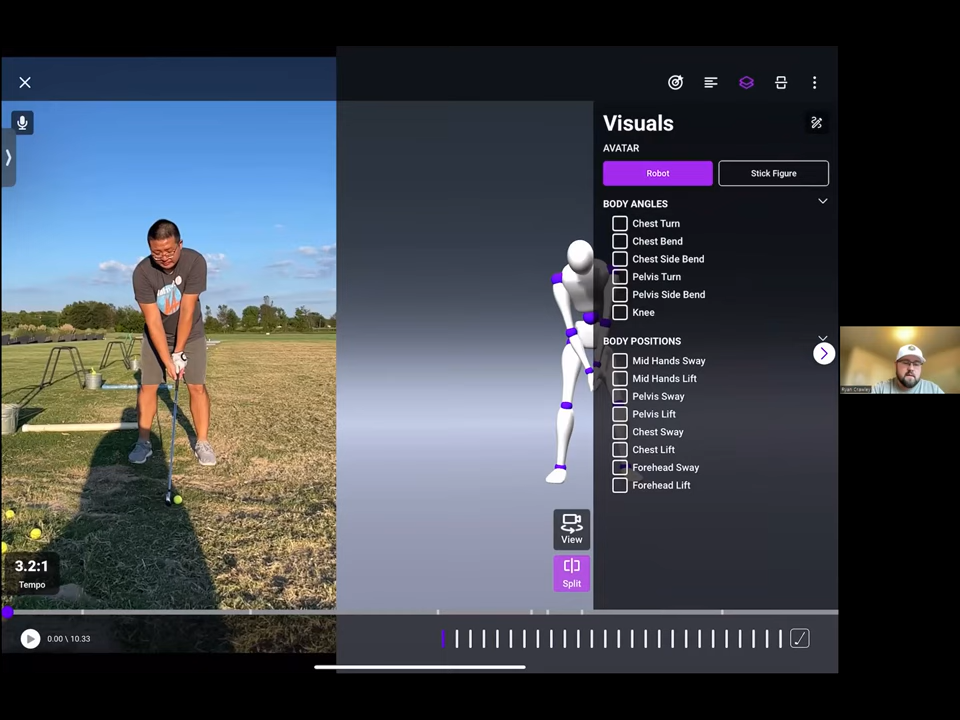 Visuals
AVATAR
Robot
Stick Figure
BODY ANGLES
Chest Turn
Chest Bend
Chest Side Bend
Pelvis Turn
Pelvis Side Bend
Knee
BODY POSITIONS
Mid Hands Sway
Mid Hands Lift
Pelvis Sway
Pelvis Lift
Chest Sway
Chest Lift
Forehead Sway
Forehead Lift
View
Split
3.2:1
Tempo
0.00 \ 10.33
Ryan Crawley